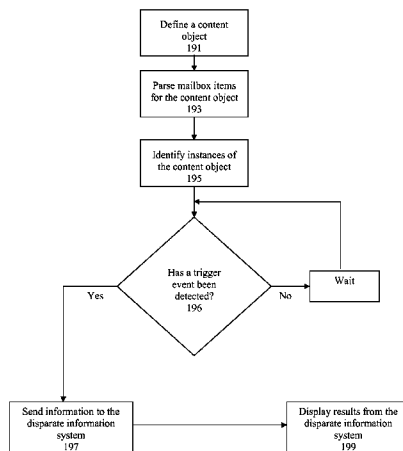 Define a content
object
191
Parse mailbox items
for the content object
193
Identify instances of
the content object
195
Has a trigger
event been
detected?
196
Yes
No
Wait
Send information to the
disparate information
system
197
Display results from the
disparate information
system
199